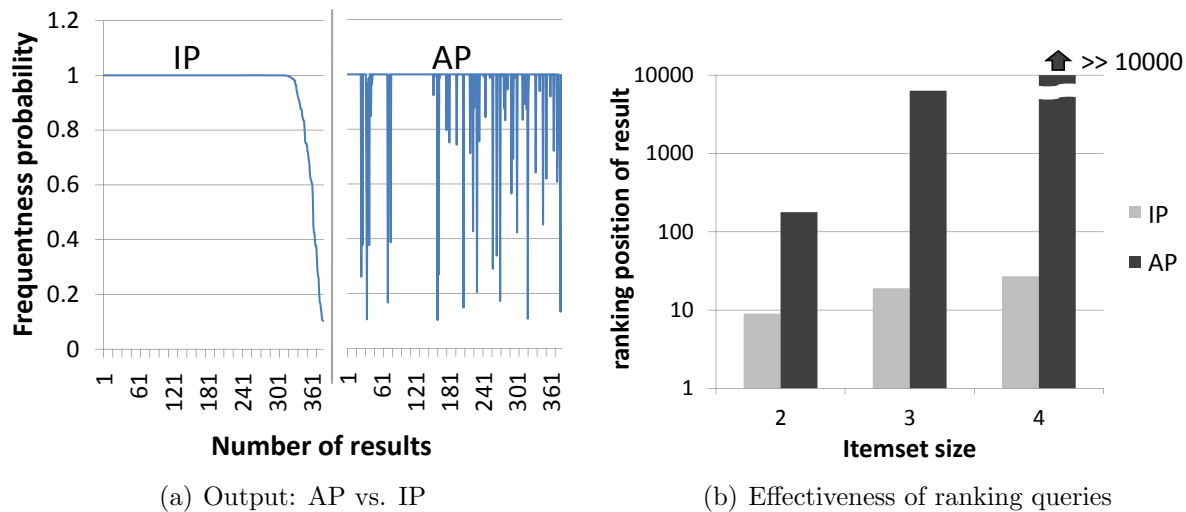 Frequentness probability
1.2
1
0.8
0.6
0.4
0.2
0
IP
AP
1 61 121 181 241 301 361
1 61 121 181 241 301 361
Number of results
(a) Output: AP vs. IP
ranking position of result
>> 10000
10000
1000
100
10
1
2 3 4
Itemset size
IP
AP
(b) Effectiveness of ranking queries